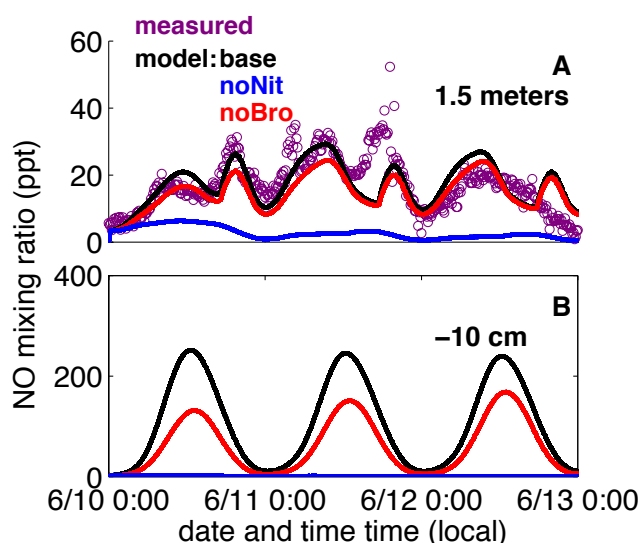 measured
model: base
noNit
noBro
A
1.5 meters
60
40
20
0
NO mixing ratio (ppt)
B
−10 cm
400
200
0
6/10 0:00 6/11 0:00 6/12 0:00 6/13 0:00
date and time time (local)